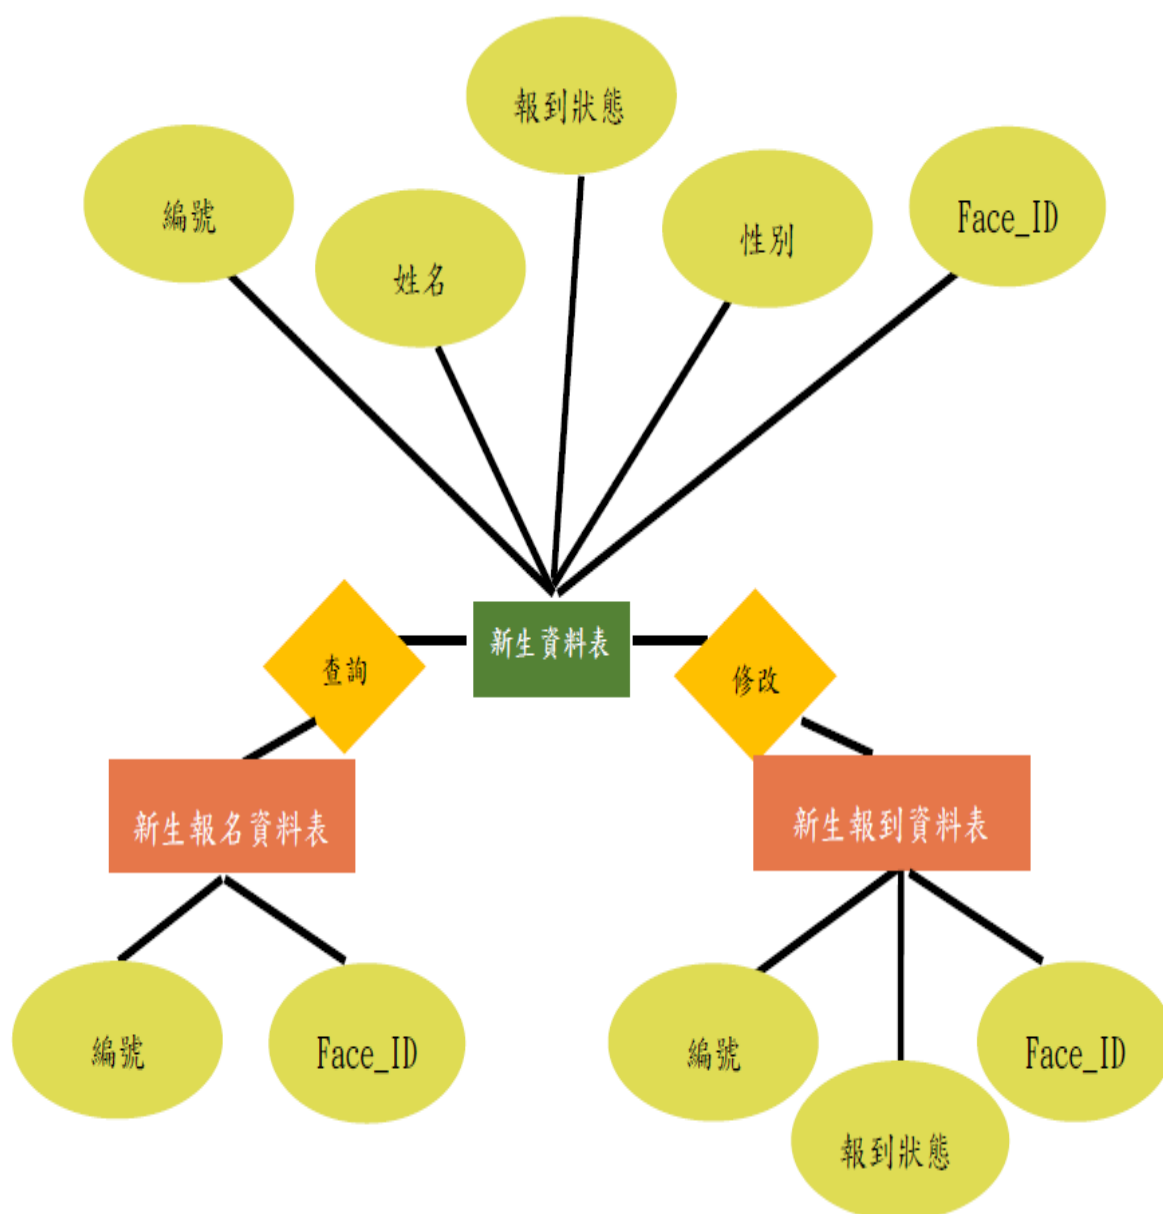 報到狀態
編號
姓名
性別
Face_ID
新生資料表
查詢
修改
新生報名資料表
新生報到資料表
編號
Face_ID
編號
報到狀態
Face_ID